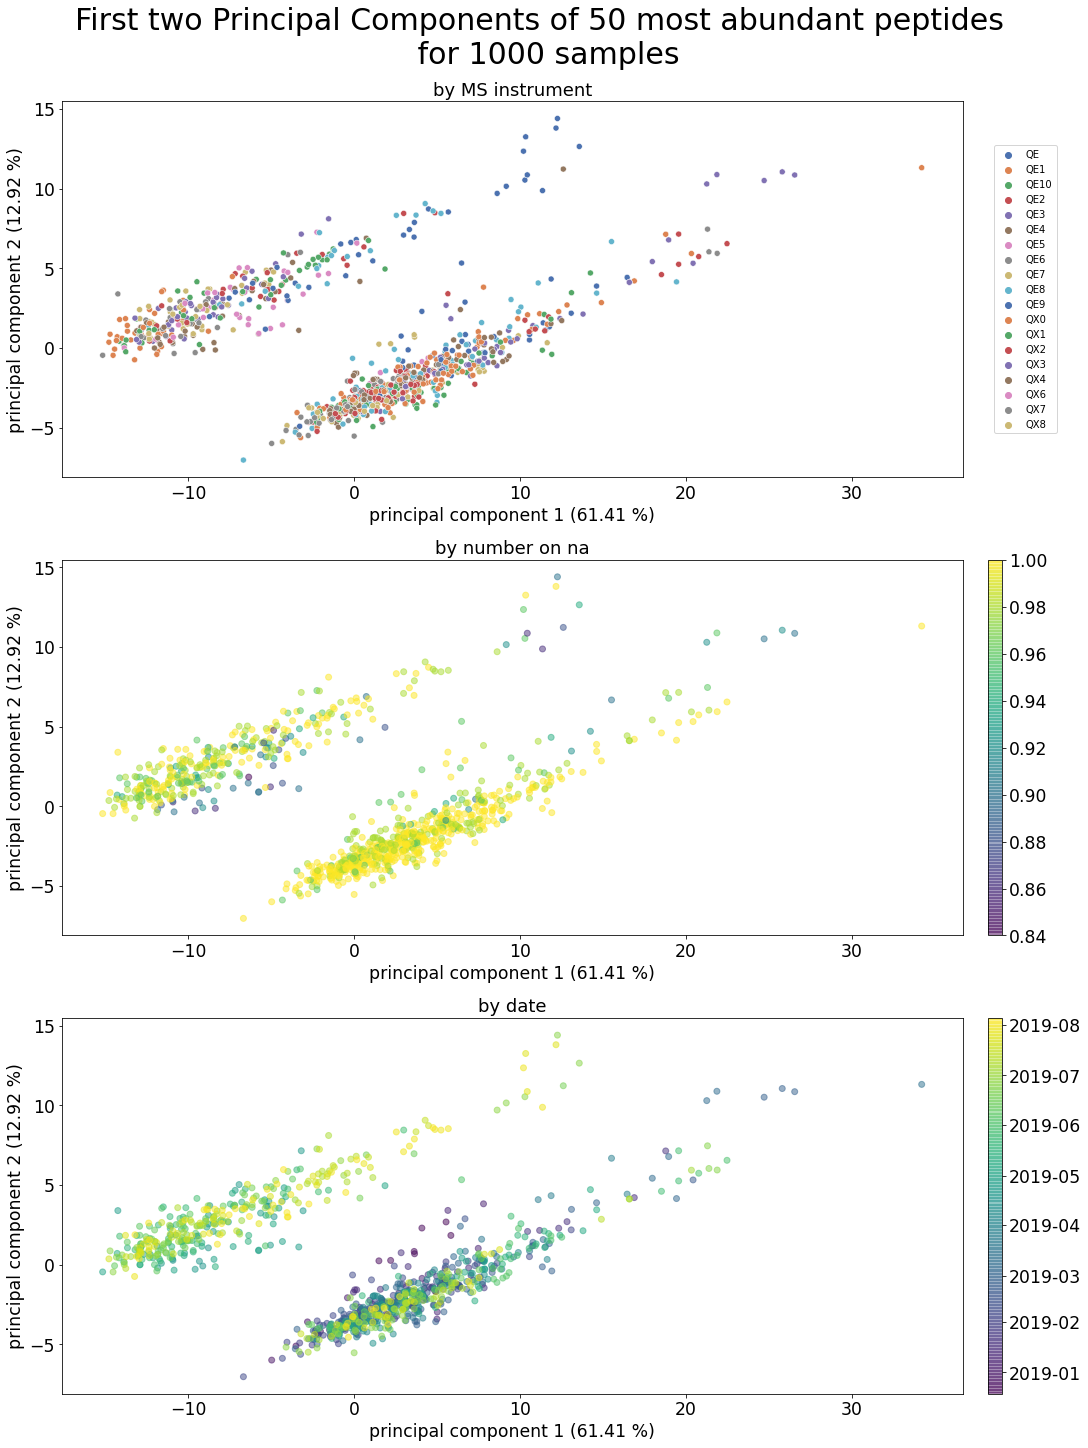 First two Principal Components of 50 most abundant peptides
for 1000 samples
by MS instrument
15
10
5
0
−5
principal component 2 (12.92 %)
−10
0
10
20
30
principal component 1 (61.41 %)
QE
QE1
QE10
QE2
QE3
QE4
QE5
QE6
QE7
QE8
QE9
QX0
QX1
QX2
QX3
QX4
QX6
QX7
QX8
by number on na
15
10
5
0
−5
principal component 2 (12.92 %)
−10
0
10
20
30
principal component 1 (61.41 %)
1.00
0.98
0.96
0.94
0.92
0.90
0.88
0.86
0.84
by date
15
10
5
0
−5
principal component 2 (12.92 %)
−10
0
10
20
30
principal component 1 (61.41 %)
2019-08
2019-07
2019-06
2019-05
2019-04
2019-03
2019-02
2019-01